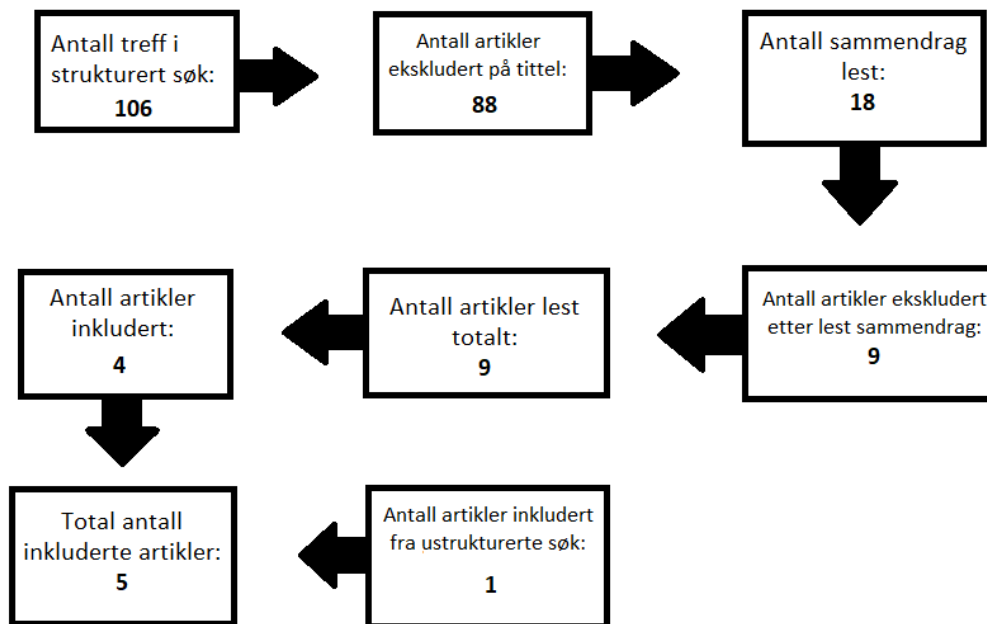 Antall treff i
strukturert søk:
106
Antall artikler
ekskludert på tittel:
88
Antall sammendrag
lest:
18
Antall artikler ekskludert
etter lest sammendrag:
9
Antall artikler lest
totalt:
9
Antall artikler
inkludert:
4
Total antall
inkluderte artikler:
5
Antall artikler inkludert
fra ustrukturerte søk:
1